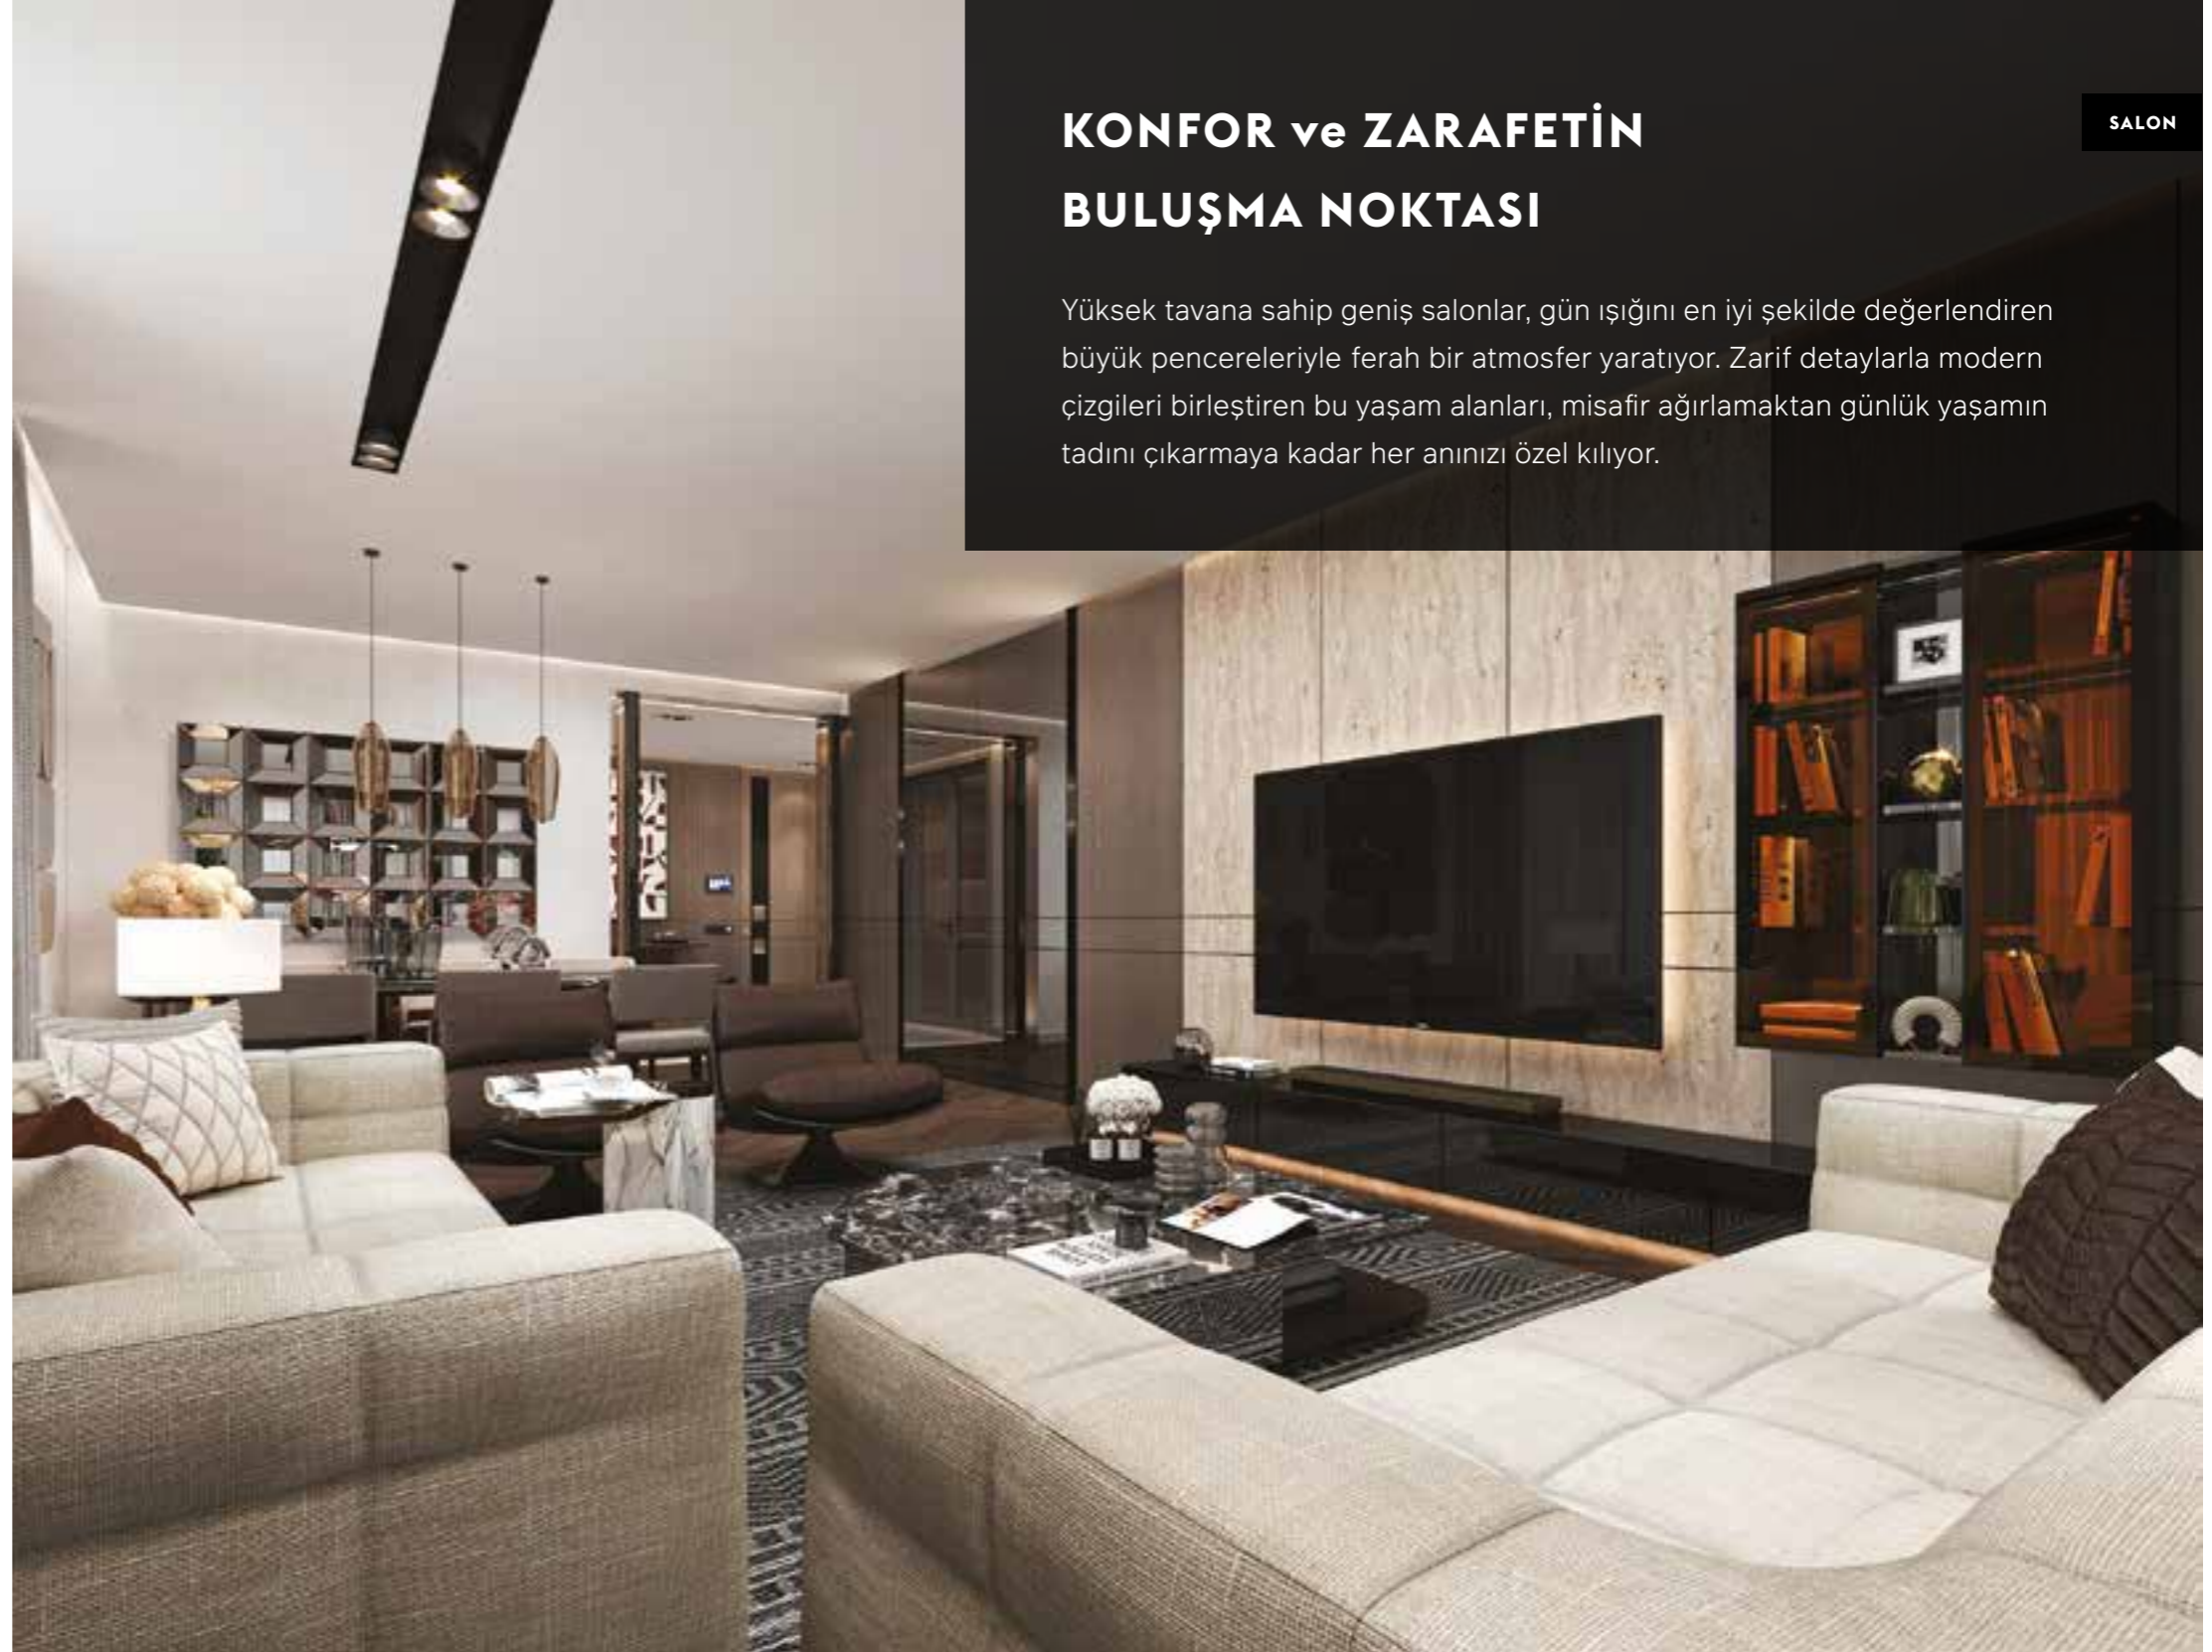 KONFOR ve ZARAFETİN
BULUŞMA NOKTASI
SALON
Yüksek tavana sahip geniş salonlar, gün ışığını en iyi şekilde değerlendiren
büyük pencereleriyle ferah bir atmosfer yaratıyor. Zarif detaylarla modern
çizgileri birleştiren bu yaşam alanları, misafir ağırlamaktan günlük yaşamın
tadını çıkarmaya kadar her anınızı özel kılıyor.